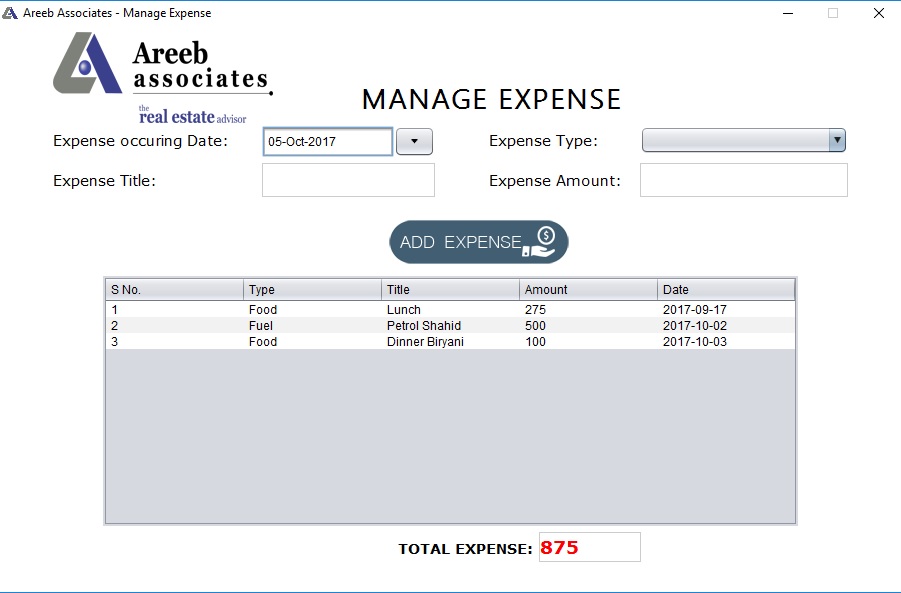 Areeb Associates - Manage Expense
Areeb
associates
the real estate advisor
MANAGE EXPENSE
Expense occuring Date: 05-Oct-2017 Expense Type:
Expense Title: Expense Amount:
ADD EXPENSE $
S No. Type Title Amount Date
1 Food Lunch 275 2017-09-17
2 Fuel Petrol Shahid 500 2017-10-02
3 Food Dinner Biryani 100 2017-10-03
TOTAL EXPENSE: 875